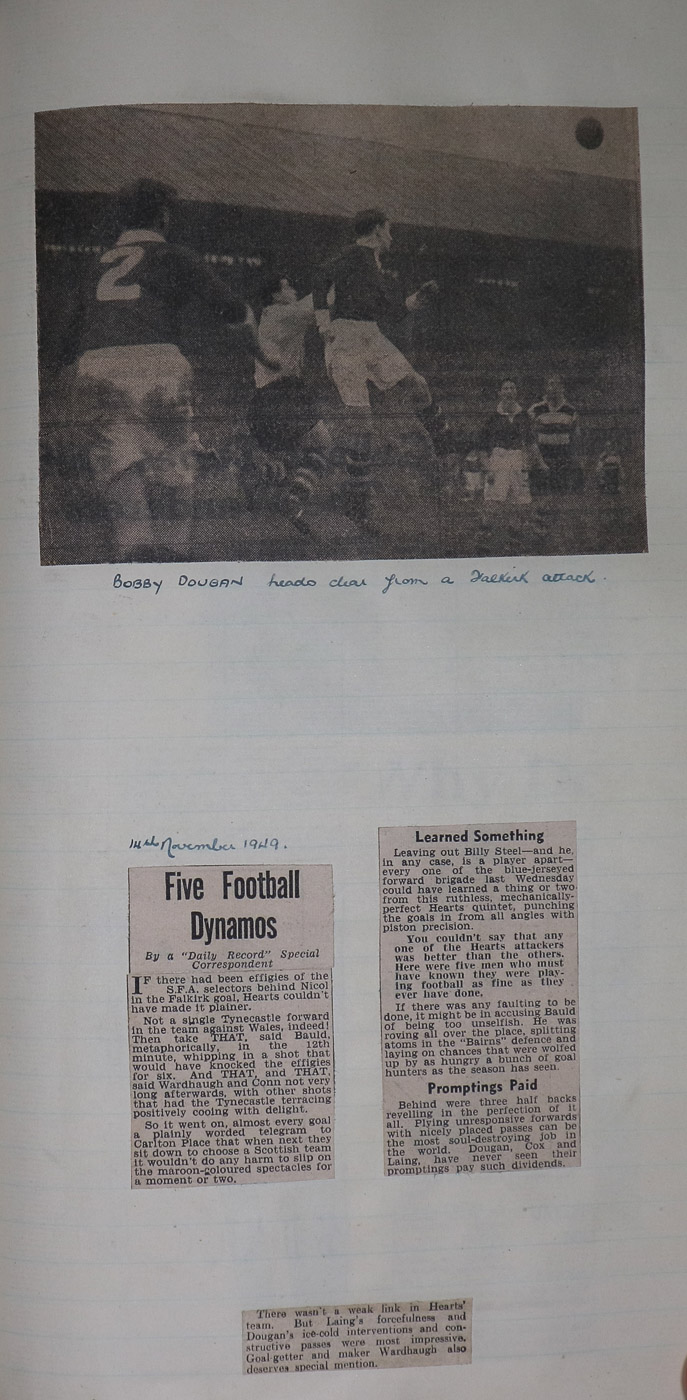 2
BOBBY DOUGAN heads clear from a Falkirk attack.
14th November 1949.
Five Football
Dynamos
By a "Daily Record" Special
Correspondent
IF there had been effigies of the
S.F.A. selectors behind Nicol
in the Falkirk goal, Hearts couldn't
have made it plainer.
Not a single Tynecastle forward
in the team against Wales, indeed!
Then take THAT, said Bauld,
metaphorically, in the 12th
minute, whipping in a shot that
would have knocked the effigies
for six. And THAT, and THAT,
said Wardhaugh and Conn not very
long afterwards, with other shots
that had the Tynecastle terracing
positively cooing with delight.
So it went on, almost every goal
a plainly worded telegram to
Carlton Place that when next they
sit down to choose a Scottish team
it wouldn't do any harm to slip on
the maroon-coloured spectacles for
a moment or two.
Learned Something
Leaving out Billy Steel—and he,
in any case, is a player apart—
every one of the blue-jerseyed
forward brigade last Wednesday
could have learned a thing or two
from this ruthless, mechanically-
perfect Hearts quintet, punching
the goals in from all angles with
piston precision.
You couldn't say that any
one of the Hearts attackers
was better than the others.
Here were five men who must
have known they were play-
ing football as fine as they
ever have done.
If there was any faulting to be
done, it might be in accusing Bauld
of being too unselfish. He was
roving all over the place, splitting
atoms in the "Bairns" defence and
laying on chances that were wolfed
up by as hungry a bunch of goal
hunters as the season has seen.
Promptings Paid
Behind were three half backs
revelling in the perfection of it
all. Plying unresponsive forwards
with nicely placed passes can be
the most soul-destroying job in
the world. Dougan, Cox and
Laing, have never seen their
promptings pay such dividends.
There wasn't a weak link in Hearts'
team. But Laing's forcefulness and
Dougan's ice-cold interventions and con-
structive passes were most impressive.
Goal-getter and maker Wardhaugh also
deserves special mention.